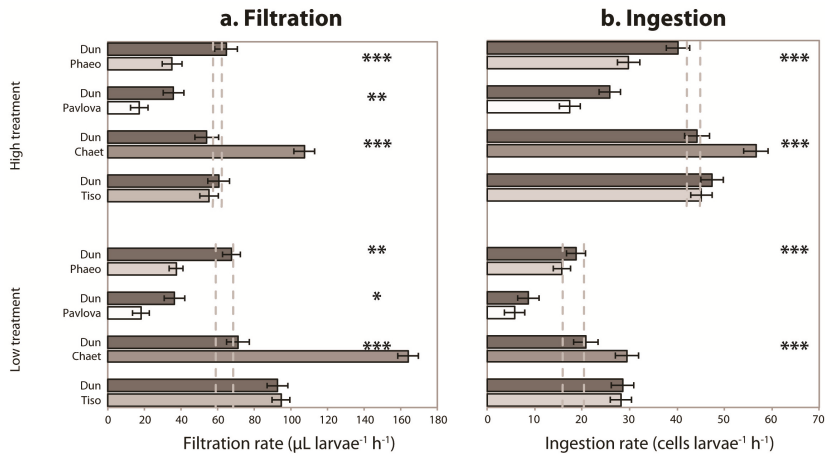 a. Filtration
b. Ingestion
High treatment
Dun
Phaeo
***
***
Dun
Pavlova
**
Dun
Chaet
***
***
Dun
Tiso
Low treatment
Dun
Phaeo
**
***
Dun
Pavlova
*
Dun
Chaet
***
***
Dun
Tiso
0 20 40 60 80 100 120 140 160 180
0 10 20 30 40 50 60 70
Filtration rate (µL larvae⁻¹ h⁻¹)
Ingestion rate (cells larvae⁻¹ h⁻¹)